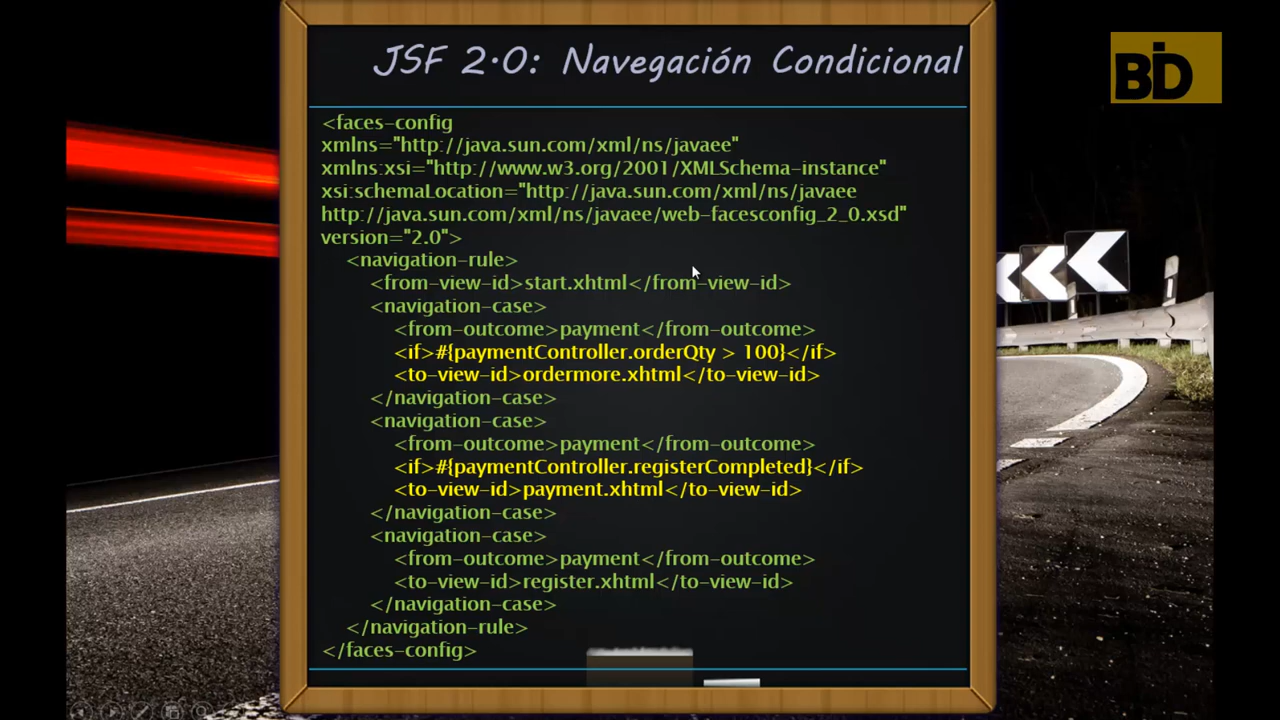 JSF 2.0: Navegación Condicional
BID
<faces-config
xmlns="http://java.sun.com/xml/ns/javaee"
xmlns:xsi="http://www.w3.org/2001/XMLSchema-instance"
xsi:schemaLocation="http://java.sun.com/xml/ns/javaee
http://java.sun.com/xml/ns/javaee/web-facesconfig_2_0.xsd"
version="2.0">
<navigation-rule>
<from-view-id>start.xhtml</from-view-id>
<navigation-case>
<from-outcome>payment</from-outcome>
<if>#{paymentController.orderQty > 100}</if>
<to-view-id>ordermore.xhtml</to-view-id>
</navigation-case>
<navigation-case>
<from-outcome>payment</from-outcome>
<if>#{paymentController.registerCompleted}</if>
<to-view-id>payment.xhtml</to-view-id>
</navigation-case>
<navigation-case>
<from-outcome>payment</from-outcome>
<to-view-id>register.xhtml</to-view-id>
</navigation-case>
</navigation-rule>
</faces-config>